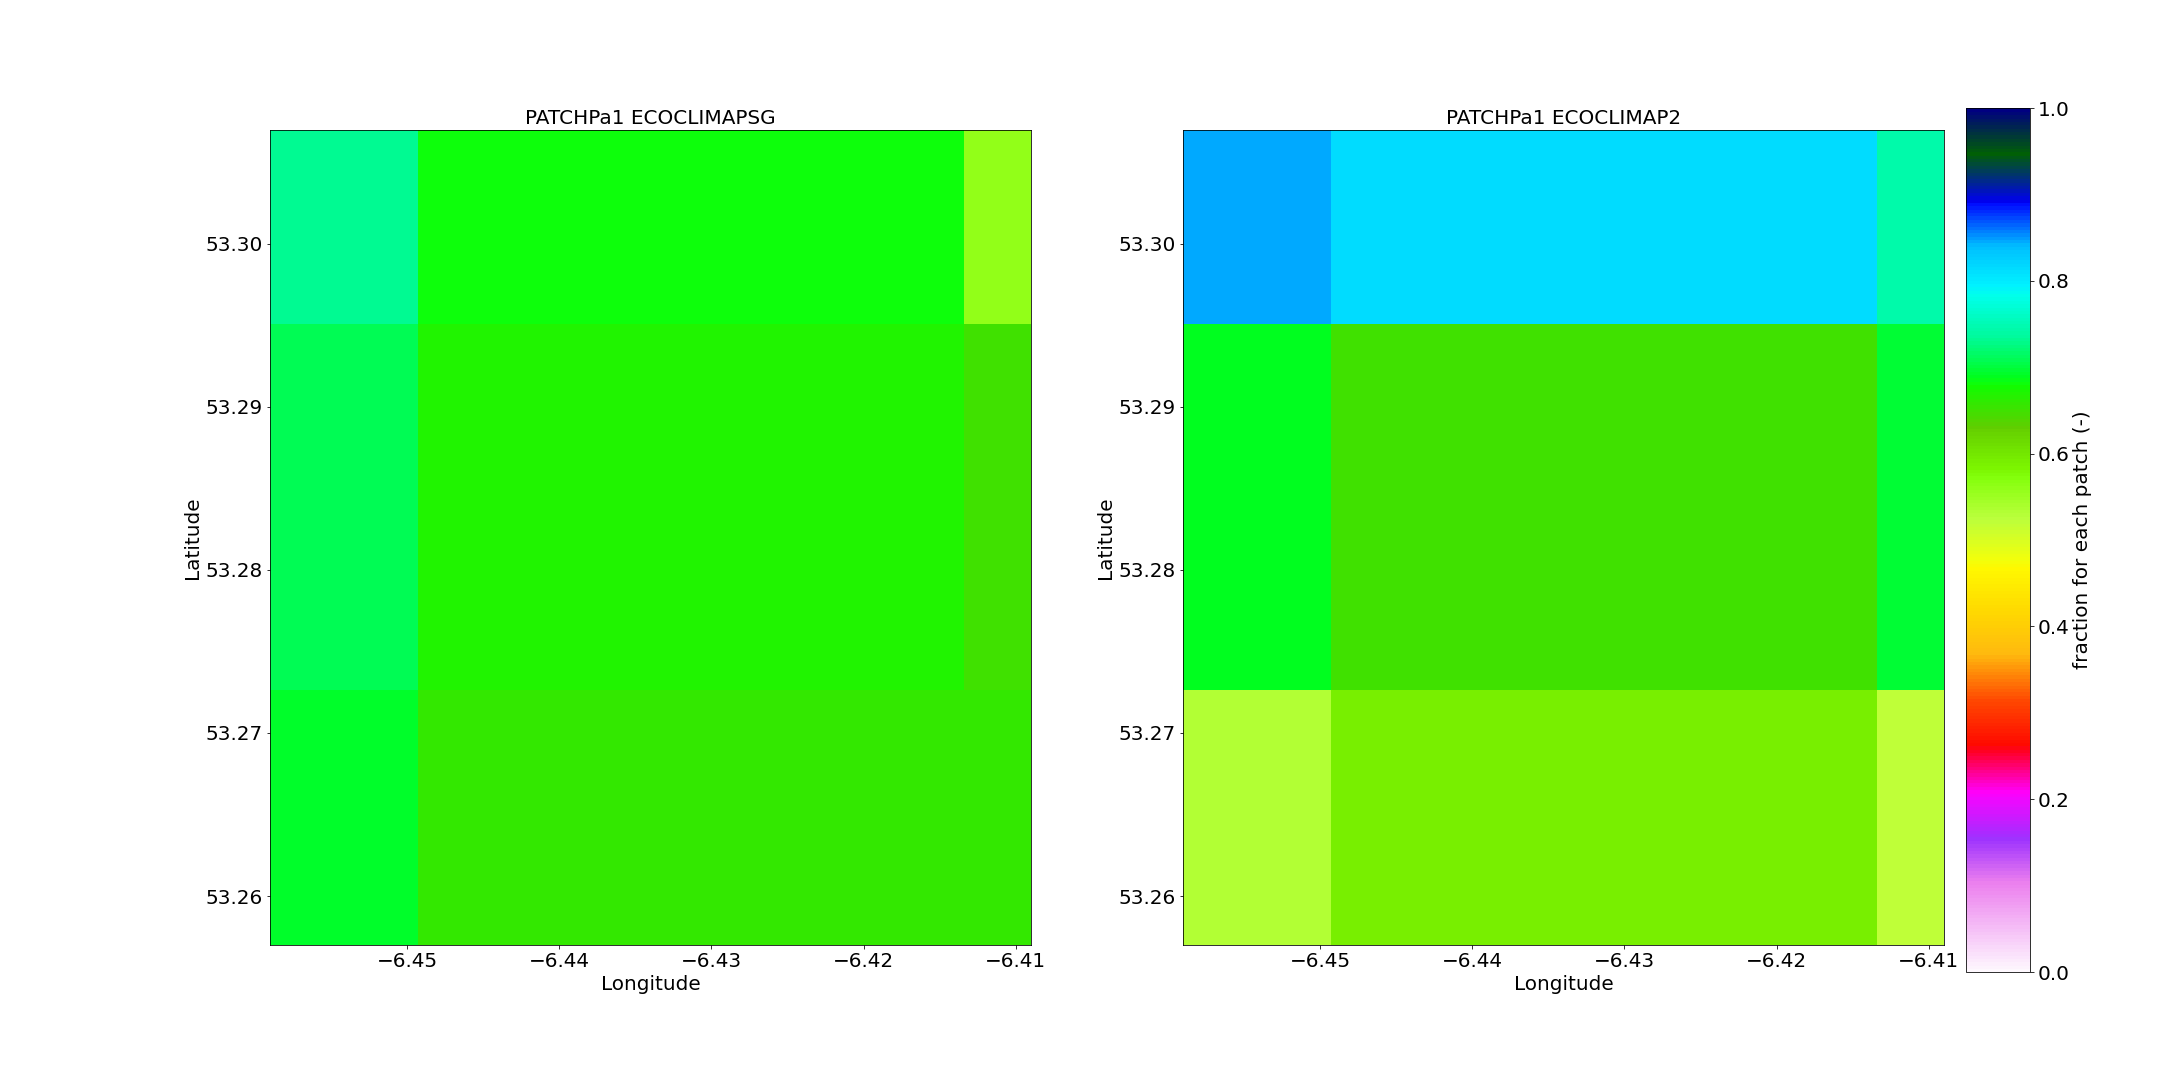 PATCHPa1 ECOCLIMAPSG
53.30
53.29
53.28
53.27
53.26
Latitude
−6.45 −6.44 −6.43 −6.42 −6.41
Longitude
PATCHPa1 ECOCLIMAP2
53.30
53.29
53.28
53.27
53.26
Latitude
−6.45 −6.44 −6.43 −6.42 −6.41
Longitude
1.0
0.8
0.6
0.4
0.2
0.0
fraction for each patch (-)